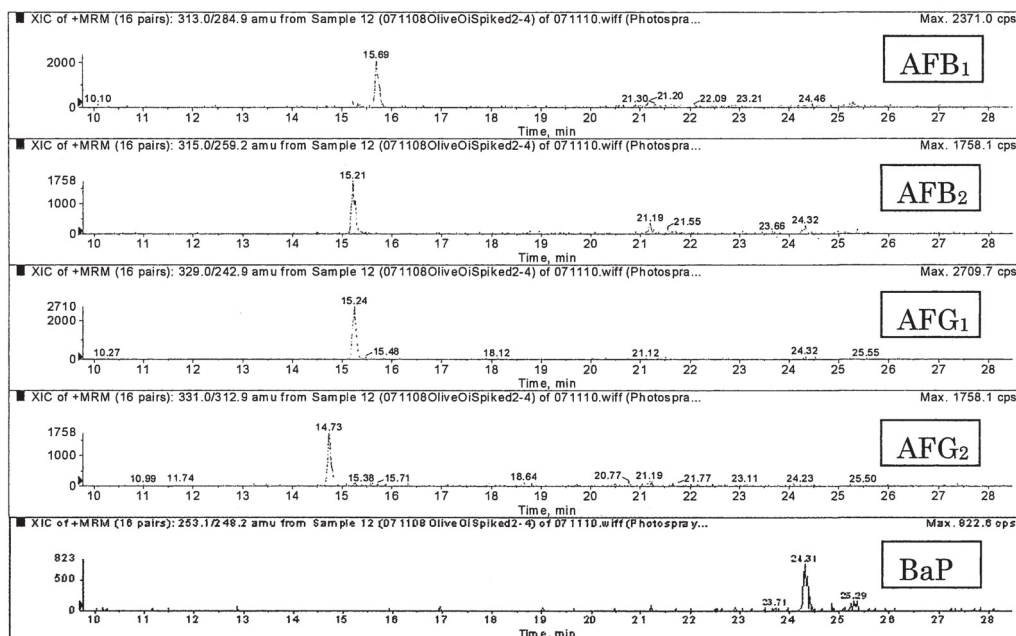 XIC of +MRM (16 pairs): 313.0/284.9 amu from Sample 12 (071108OliveOiSpiked2-4) of 071110.wiff (Photospra... Max. 2371.0 cps
AFB1
2000
0
15.69
10.10
21.30
21.20
22.09
23.21
24.46
10 11 12 13 14 15 16 17 18 19 20 21 22 23 24 25 26 27 28
Time, min
XIC of +MRM (16 pairs): 315.0/259.2 amu from Sample 12 (071108OliveOiSpiked2-4) of 071110.wiff (Photospra... Max. 1758.1 cps
AFB2
1758
1000
0
15.21
21.19
21.55
23.66
24.32
10 11 12 13 14 15 16 17 18 19 20 21 22 23 24 25 26 27 28
Time, min
XIC of +MRM (16 pairs): 329.0/242.9 amu from Sample 12 (071108OliveOiSpiked2-4) of 071110.wiff (Photospra... Max. 2709.7 cps
AFG1
2710
2000
0
15.24
10.27
15.48
18.12
21.12
24.32
25.55
10 11 12 13 14 15 16 17 18 19 20 21 22 23 24 25 26 27 28
Time, min
XIC of +MRM (16 pairs): 331.0/312.9 amu from Sample 12 (071108OliveOiSpiked2-4) of 071110.wiff (Photospra... Max. 1758.1 cps
AFG2
1758
1000
0
14.73
10.99
11.74
15.38
15.71
18.64
20.77
21.19
21.77
23.11
24.23
25.50
10 11 12 13 14 15 16 17 18 19 20 21 22 23 24 25 26 27 28
Time, min
XIC of +MRM (16 pairs): 253.1/248.2 amu from Sample 12 (071108OliveOiSpiked2-4) of 071110.wiff (Photospray... Max. 822.6 cps
BaP
823
500
0
24.31
23.71
25.29
10 11 12 13 14 15 16 17 18 19 20 21 22 23 24 25 26 27 28
Time, min